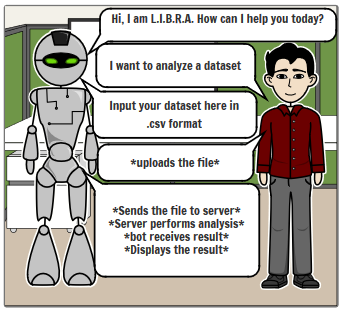 Hi, I am L.I.B.R.A. How can I help you today?
I want to analyze a dataset
Input your dataset here in
.csv format
*uploads the file*
*Sends the file to server*
*Server performs analysis*
*bot receives result*
*Displays the result*